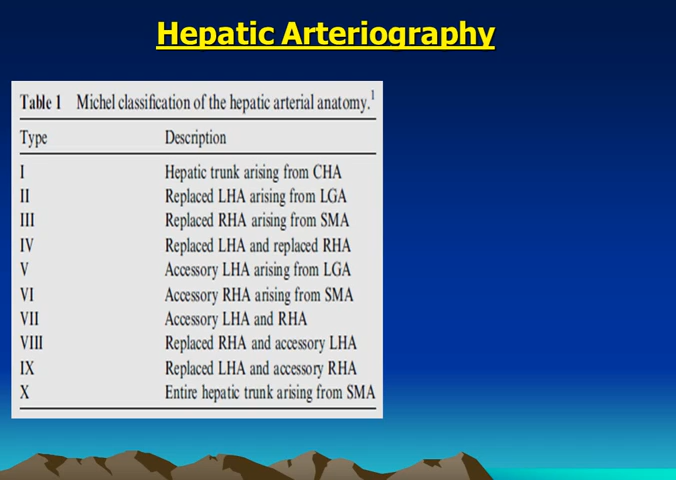 Hepatic Arteriography
Table 1 Michel classification of the hepatic arterial anatomy.1
Type Description
I Hepatic trunk arising from CHA
II Replaced LHA arising from LGA
III Replaced RHA arising from SMA
IV Replaced LHA and replaced RHA
V Accessory LHA arising from LGA
VI Accessory RHA arising from SMA
VII Accessory LHA and RHA
VIII Replaced RHA and accessory LHA
IX Replaced LHA and accessory RHA
X Entire hepatic trunk arising from SMA